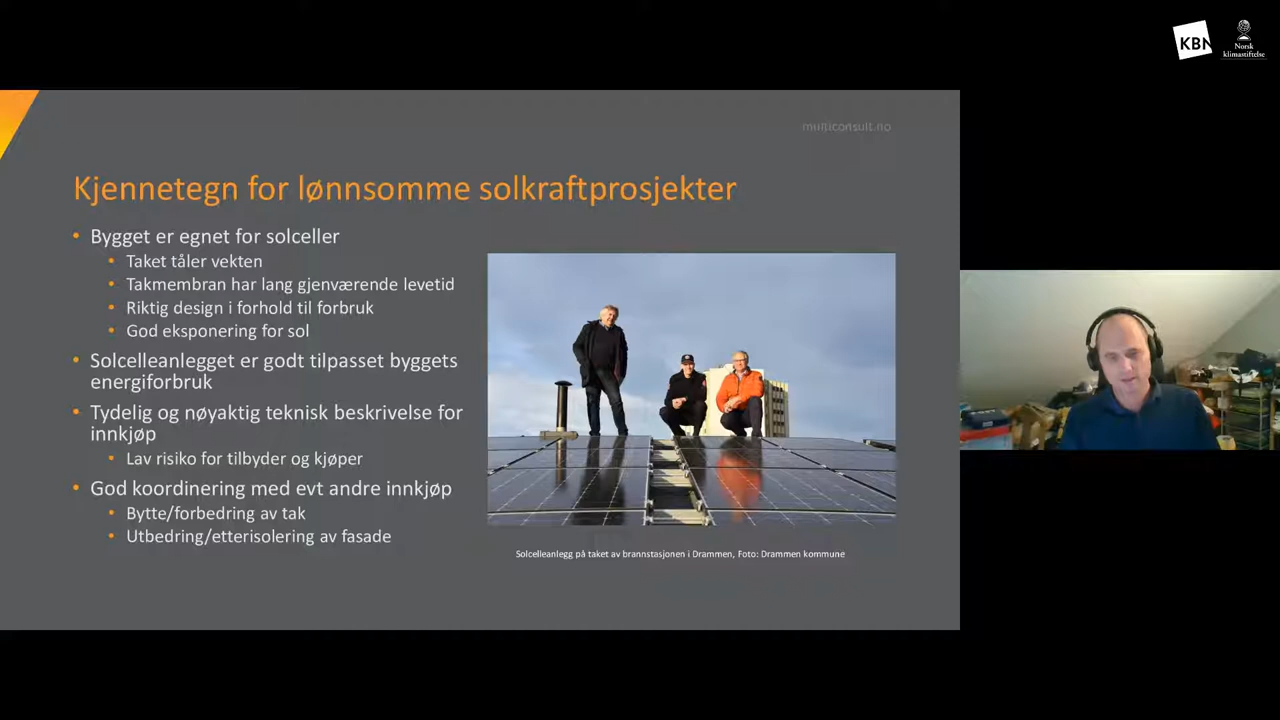 KBN
Norsk
klimastiftelse
multiconsult.no
Kjennetegn for lønnsomme solkraftprosjekter
• Bygget er egnet for solceller
• Taket tåler vekten
• Takmembran har lang gjenværende levetid
• Riktig design i forhold til forbruk
• God eksponering for sol
• Solcelleanlegget er godt tilpasset byggets
energiforbruk
• Tydelig og nøyaktig teknisk beskrivelse for
innkjøp
• Lav risiko for tilbyder og kjøper
• God koordinering med evt andre innkjøp
• Bytte/forbedring av tak
• Utbedring/etterisolering av fasade
Solcelleanlegg på taket av brannstasjonen i Drammen, Foto: Drammen kommune